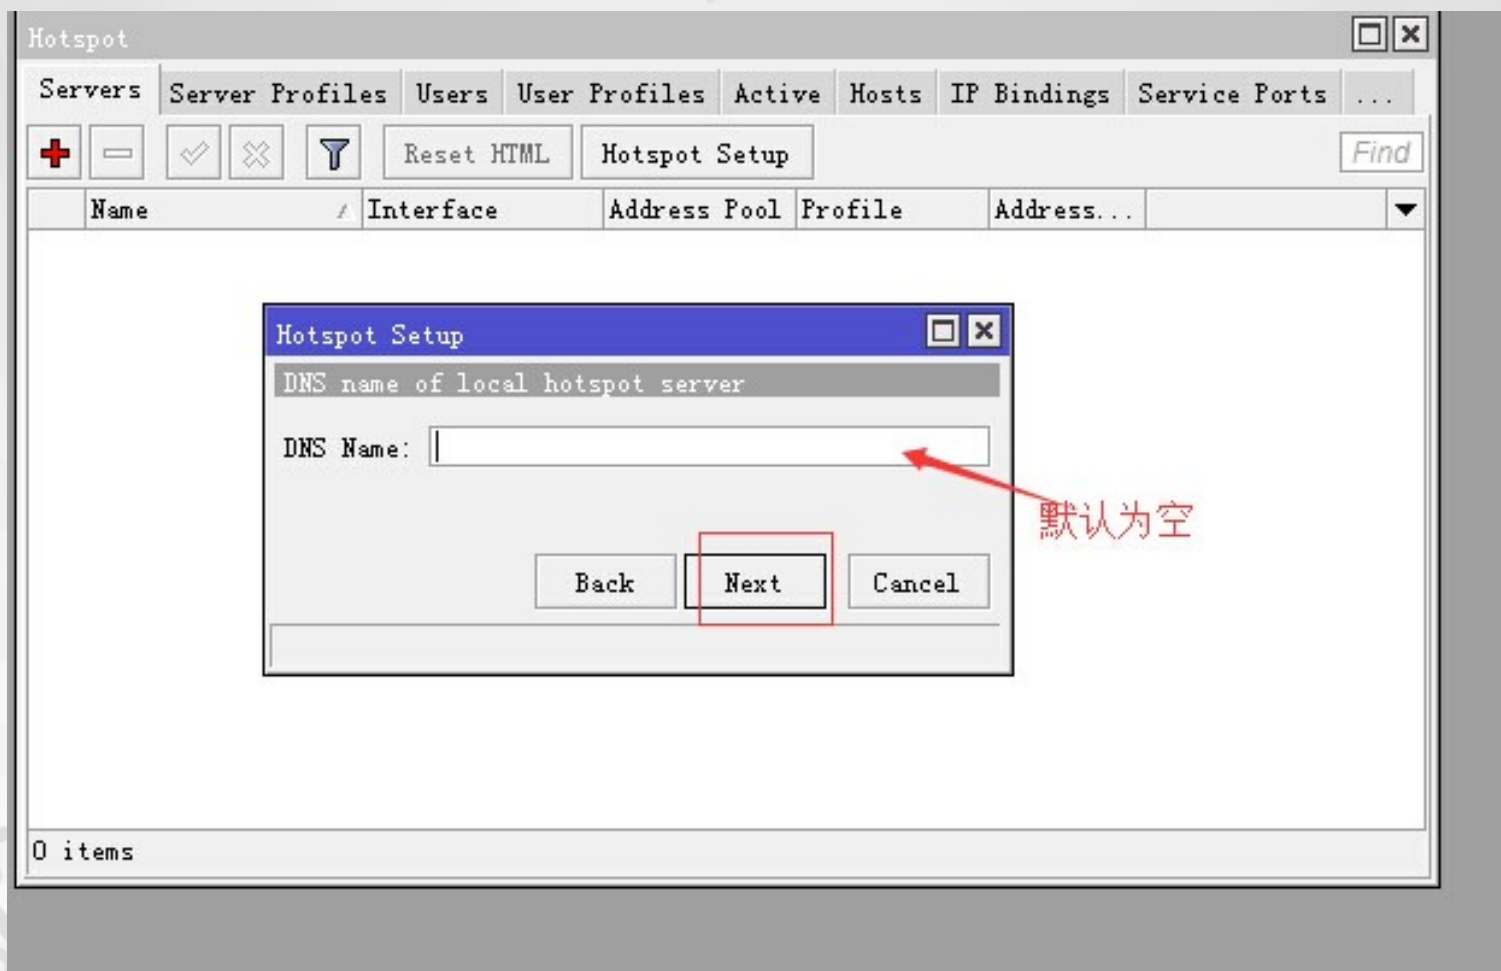 Hotspot
Servers Server Profiles Users User Profiles Active Hosts IP Bindings Service Ports ...
Reset HTML Hotspot Setup Find
Name Interface Address Pool Profile Address...
Hotspot Setup
DNS name of local hotspot server
DNS Name:
默认为空
Back Next Cancel
0 items